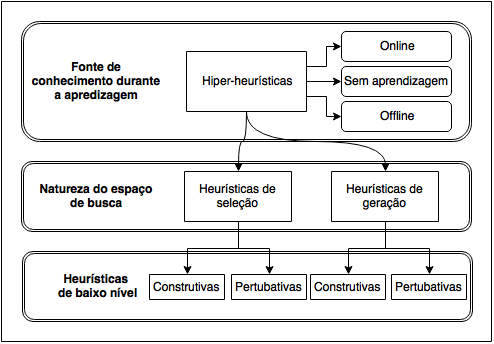 Fonte de
conhecimento durante
a apredizagem
Hiper-heurísticas
Online
Sem aprendizagem
Offline
Natureza do espaço
de busca
Heurísticas de
seleção
Heurísticas de
geração
Heurísticas
de baixo nível
Construtivas
Pertubativas
Construtivas
Pertubativas